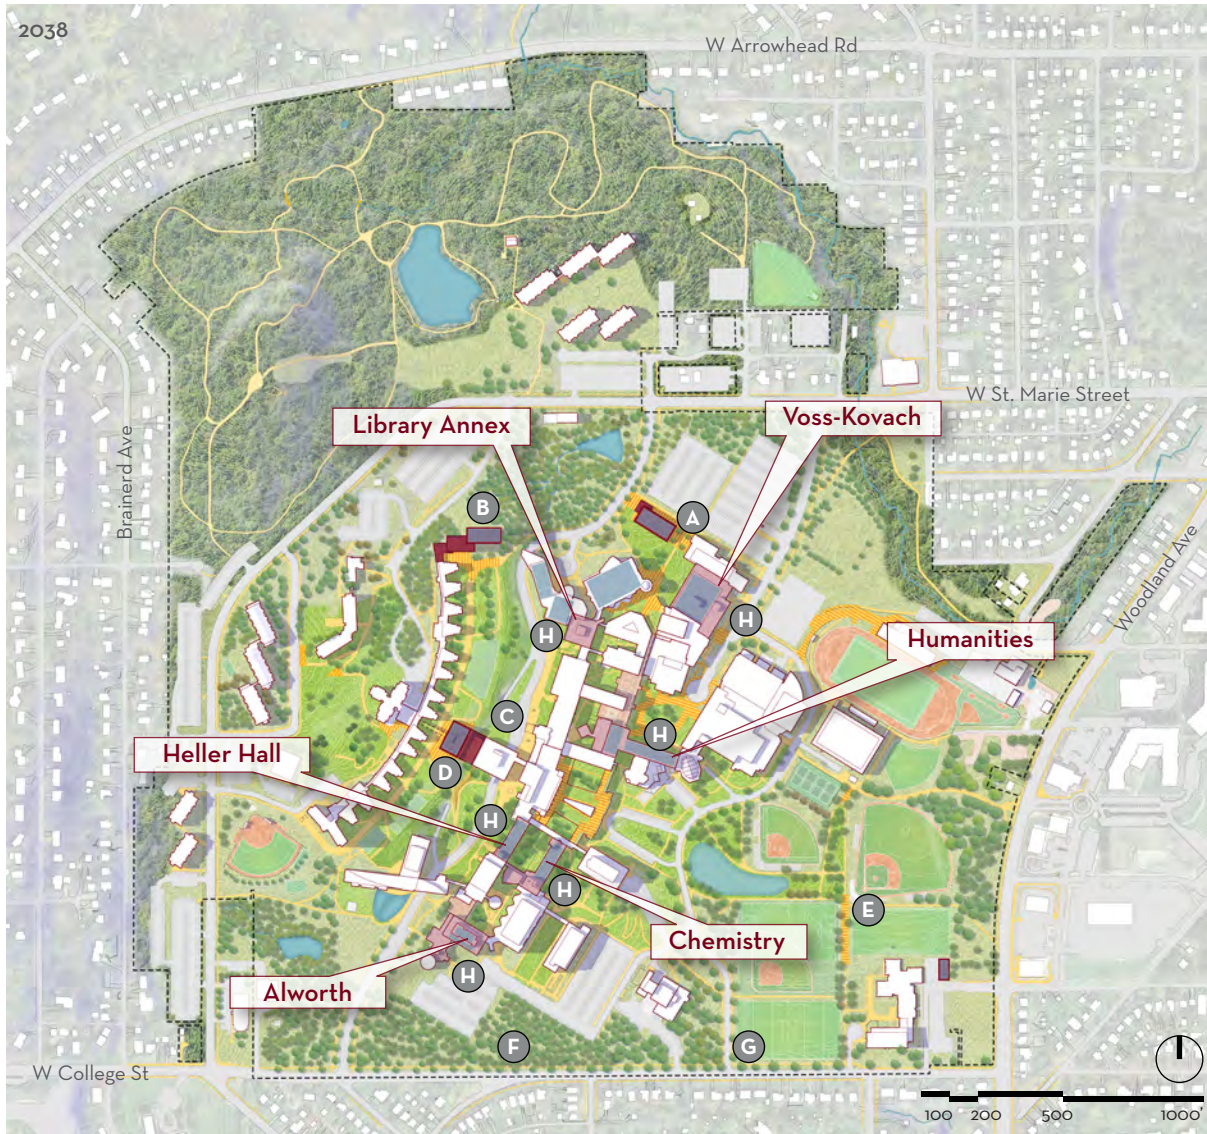 2038
W Arrowhead Rd
W St. Marie Street
Library Annex
Voss-Kovach
Brainerd Ave
B
A
Woodland Ave
H
H
Humanities
C
H
Heller Hall
D
H
H
E
Chemistry
H
Alworth
F
G
W College St
100 200 500 1000'